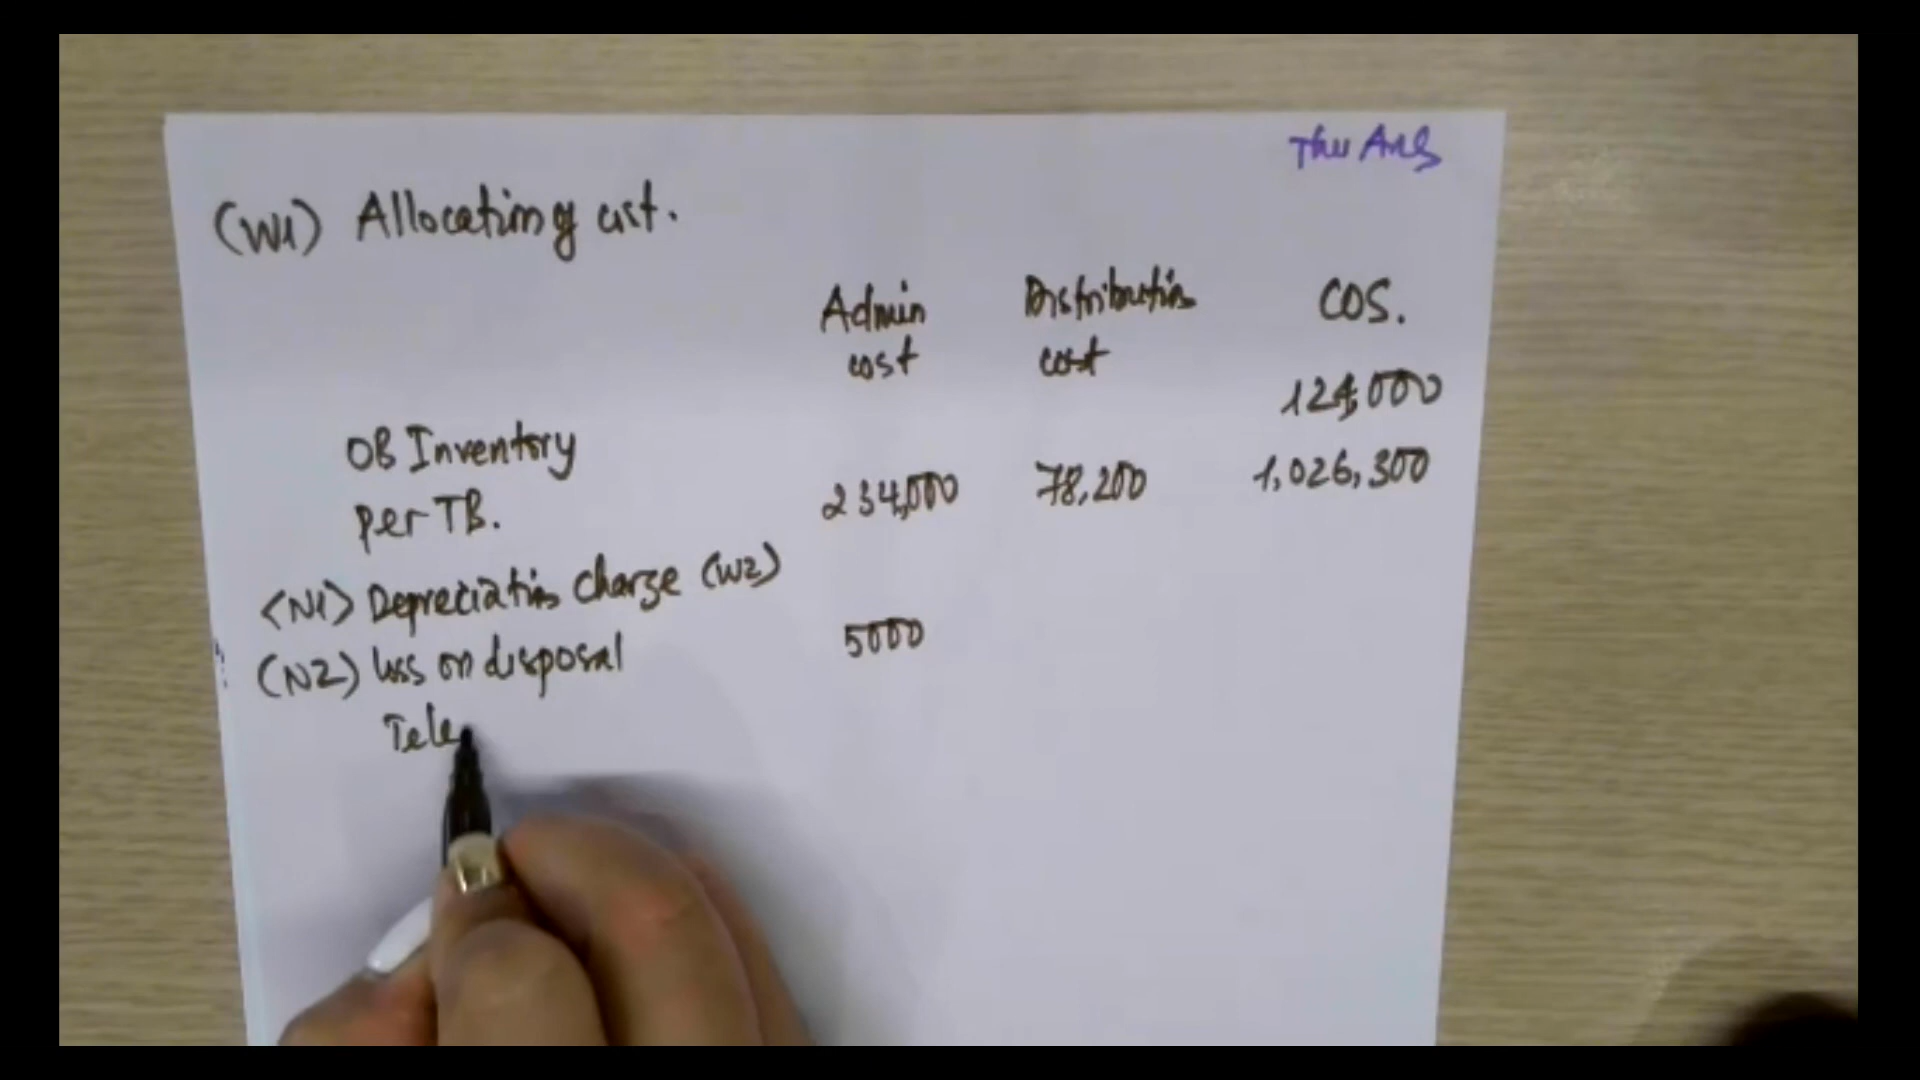 Thu Ang
(W1) Allocating cost.
Admin cost
Distribution cost
COS.
OB Inventory 124,000
per TB. 234,000 78,200 1,026,300
(N1) Depreciation charge (W2)
(N2) loss on disposal 5000
Tele